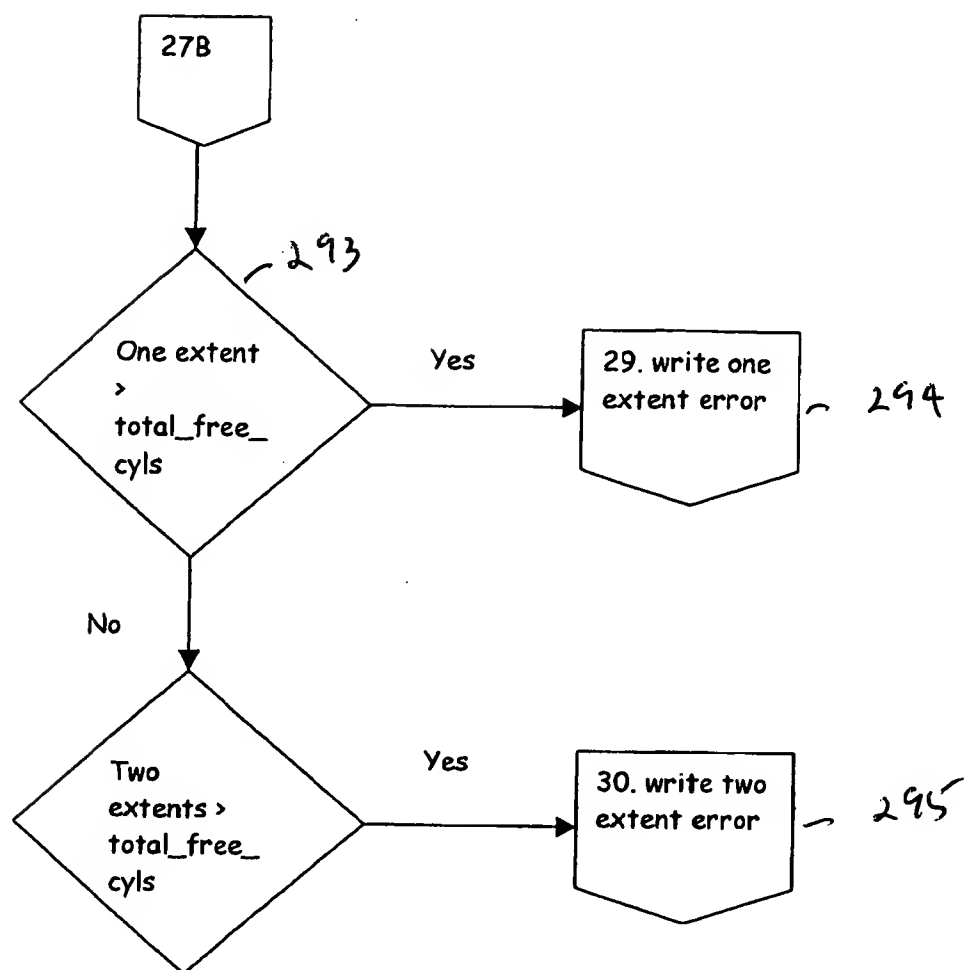 27B
293
One extent
>
total_free_
cyls
Yes
29. write one
extent error
294
No
Two
extents >
total_free_
cyls
Yes
30. write two
extent error
295